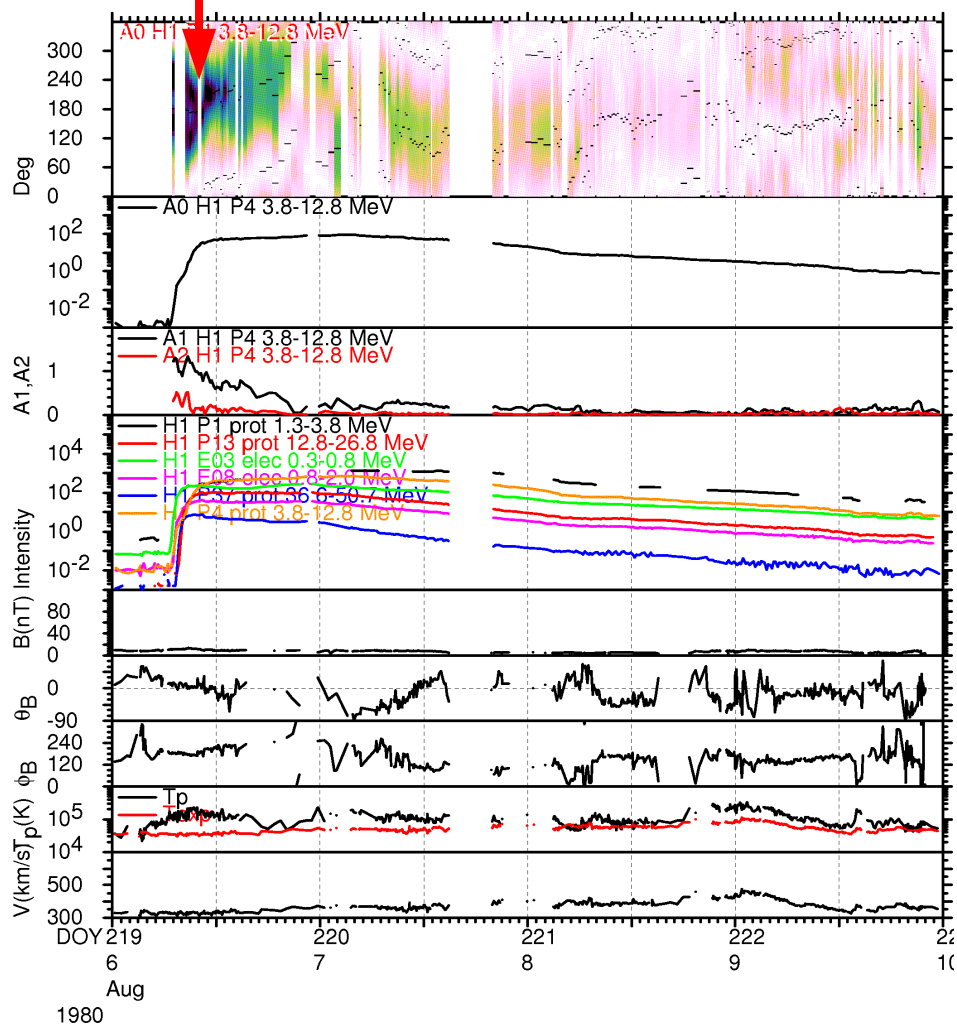 A0 H1 P4 3.8-12.8 MeV
300
240
180
120
60
0
Deg
A0 H1 P4 3.8-12.8 MeV
10^2
10^0
10^-2
A1 H1 P4 3.8-12.8 MeV
A2 H1 P4 3.8-12.8 MeV
1
0
A1,A2
H1 P1 prot 1.3-3.8 MeV
H1 P13 prot 12.8-26.8 MeV
H1 E03 elec 0.3-0.8 MeV
H1 E08 elec 0.8-2.0 MeV
H1 P37 prot 36.6-50.7 MeV
H1 P4 prot 3.8-12.8 MeV
10^4
10^2
10^0
10^-2
Intensity
80
40
0
B(nT)
0
-90
θB
240
120
0
ϕB
Tp
Texp
10^5
10^4
Tp(K)
500
300
V(km/s)
DOY 219 220 221 222 22
6 7 8 9 10
Aug
1980